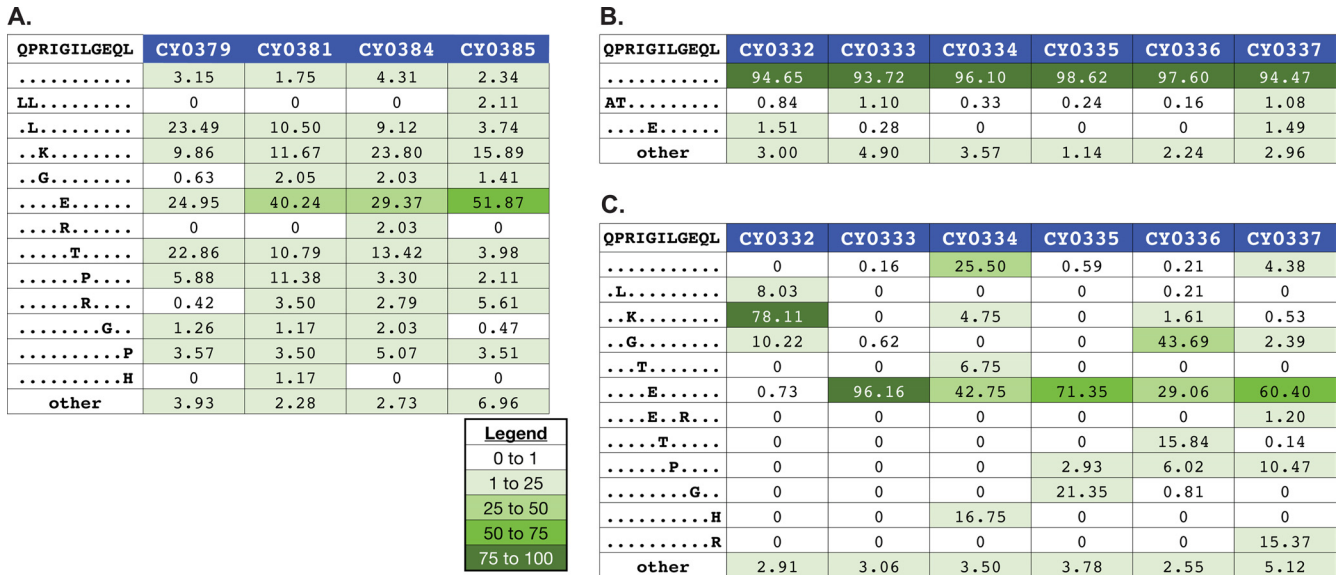 A.
QPRIGILGEQL CY0379 CY0381 CY0384 CY0385
........... 3.15 1.75 4.31 2.34
LL......... 0 0 0 2.11
.L......... 23.49 10.50 9.12 3.74
..K........ 9.86 11.67 23.80 15.89
..G........ 0.63 2.05 2.03 1.41
....E...... 24.95 40.24 29.37 51.87
....R...... 0 0 2.03 0
.....T..... 22.86 10.79 13.42 3.98
......P.... 5.88 11.38 3.30 2.11
......R.... 0.42 3.50 2.79 5.61
........G.. 1.26 1.17 2.03 0.47
..........P 3.57 3.50 5.07 3.51
..........H 0 1.17 0 0
other 3.93 2.28 2.73 6.96
Legend
0 to 1
1 to 25
25 to 50
50 to 75
75 to 100
B.
QPRIGILGEQL CY0332 CY0333 CY0334 CY0335 CY0336 CY0337
........... 94.65 93.72 96.10 98.62 97.60 94.47
AT......... 0.84 1.10 0.33 0.24 0.16 1.08
....E...... 1.51 0.28 0 0 0 1.49
other 3.00 4.90 3.57 1.14 2.24 2.96
C.
QPRIGILGEQL CY0332 CY0333 CY0334 CY0335 CY0336 CY0337
........... 0 0.16 25.50 0.59 0.21 4.38
.L......... 8.03 0 0 0 0.21 0
..K........ 78.11 0 4.75 0 1.61 0.53
..G........ 10.22 0.62 0 0 43.69 2.39
...T....... 0 0 6.75 0 0 0
....E...... 0.73 96.16 42.75 71.35 29.06 60.40
....E..R... 0 0 0 0 0 1.20
.....T..... 0 0 0 0 15.84 0.14
......P.... 0 0 0 2.93 6.02 10.47
........G.. 0 0 0 21.35 0.81 0
..........H 0 0 16.75 0 0 0
..........R 0 0 0 0 0 15.37
other 2.91 3.06 3.50 3.78 2.55 5.12